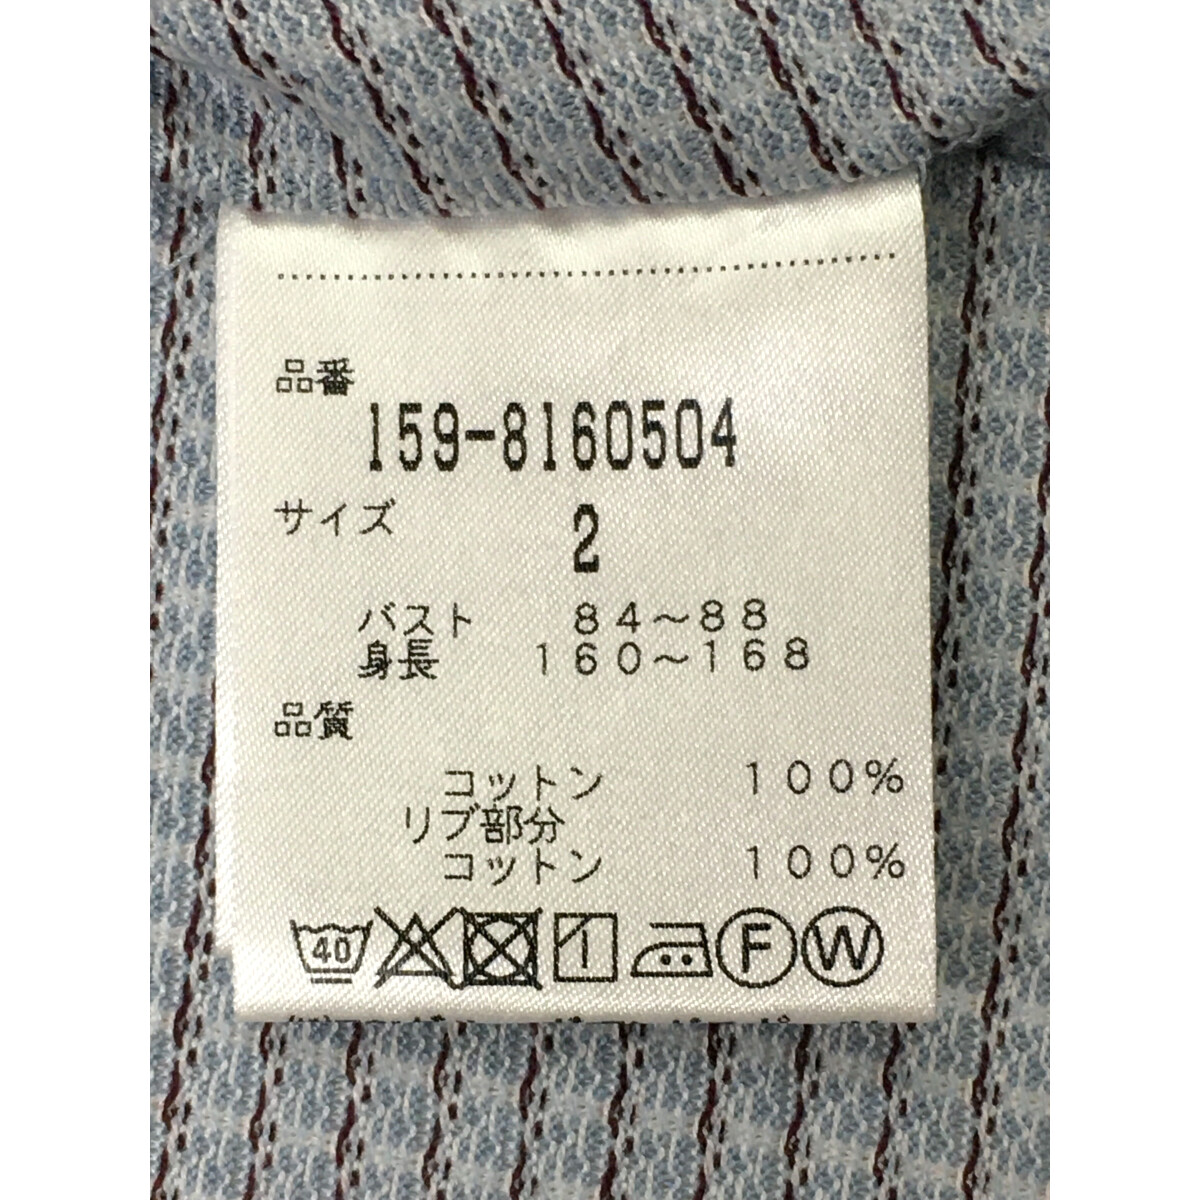 品番
159-8160504
サイズ 2
バスト 84～88
身長 160～168
品質
コットン 100%
リブ部分
コットン 100%
40 1 F W